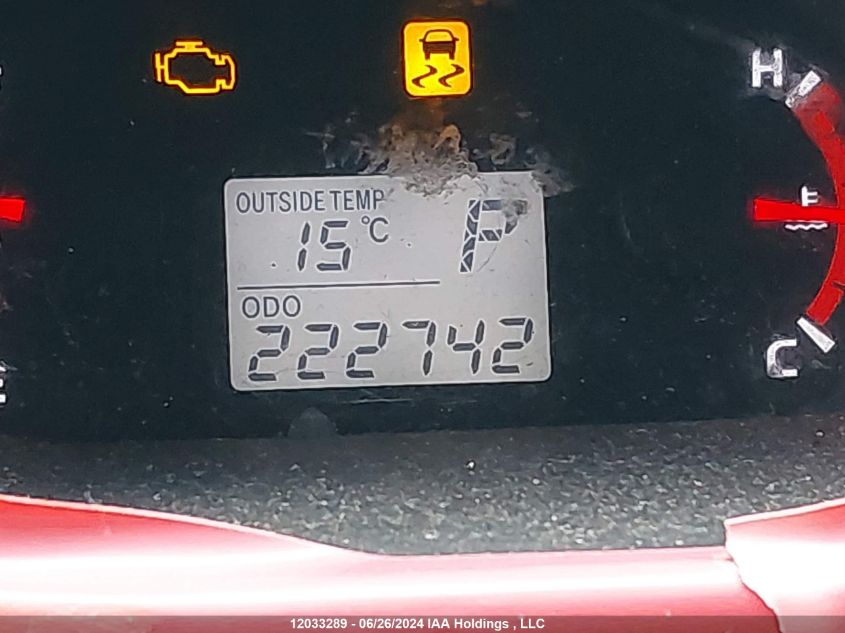 H
OUTSIDE TEMP
15°C P
ODO
222742
C
E
12033289 - 06/26/2024 IAA Holdings , LLC